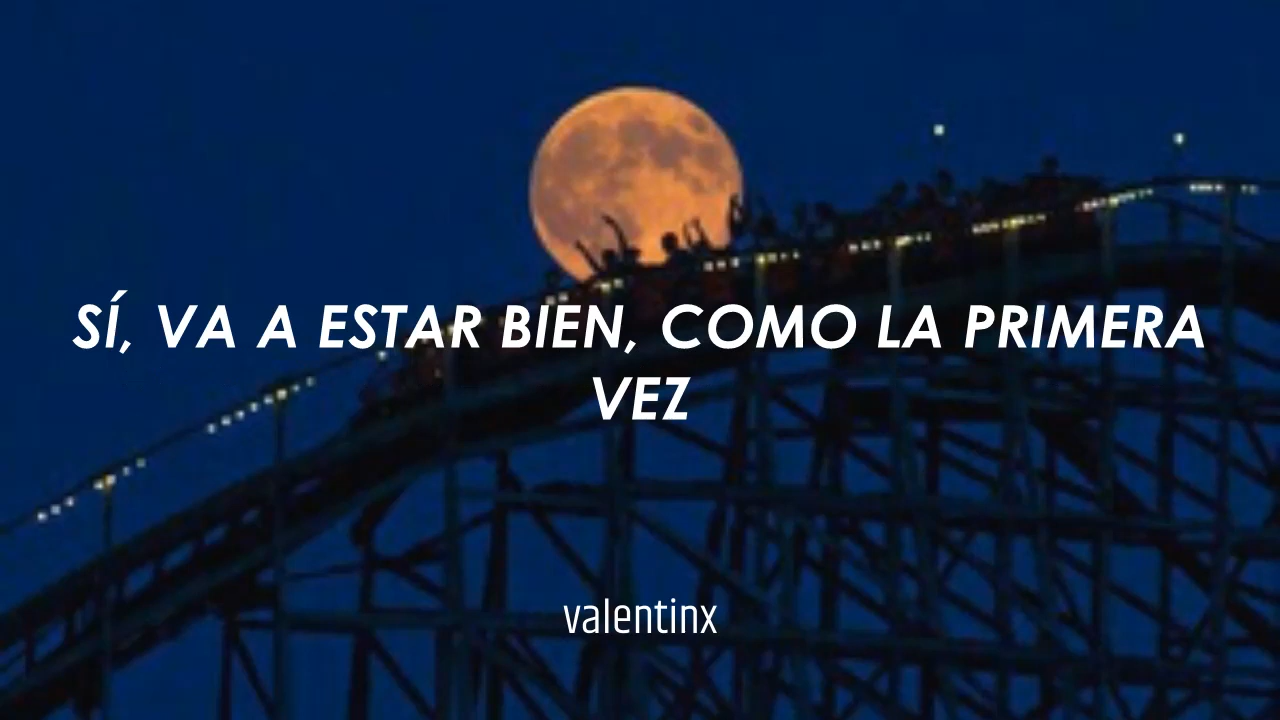 SÍ, VA A ESTAR BIEN, COMO LA PRIMERA
VEZ
valentinx